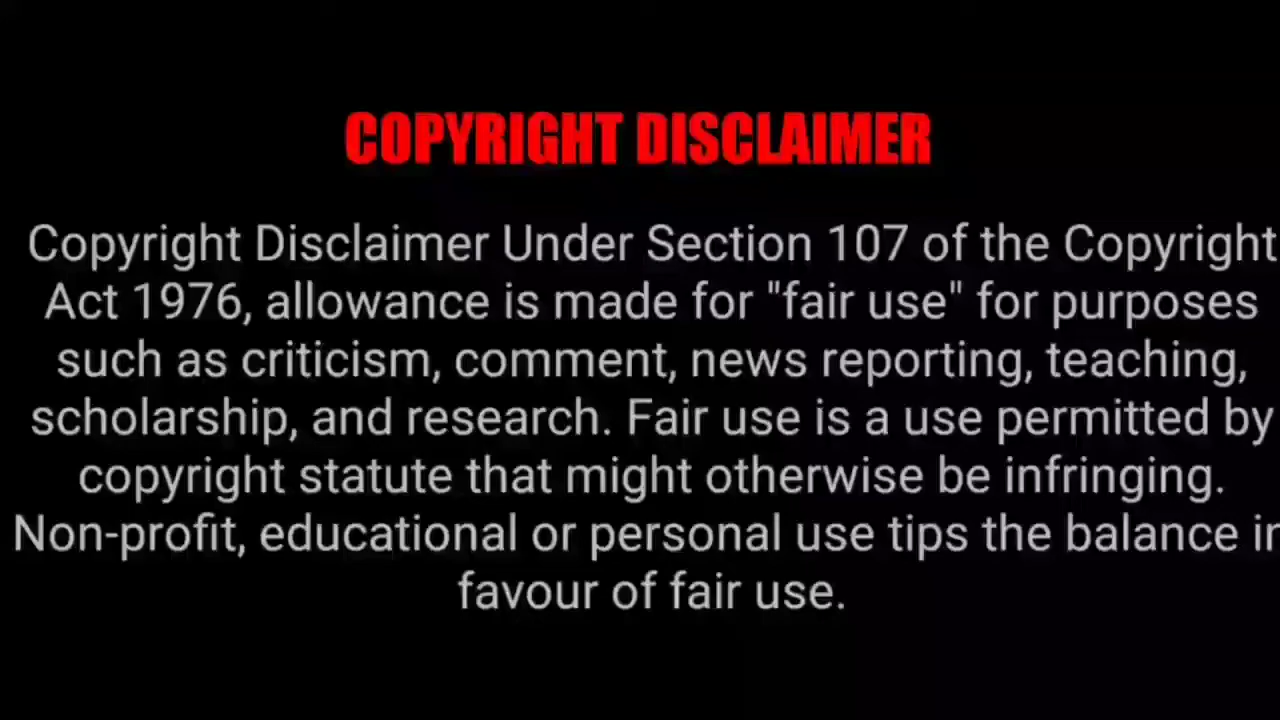 COPYRIGHT DISCLAIMER
Copyright Disclaimer Under Section 107 of the Copyright
Act 1976, allowance is made for "fair use" for purposes
such as criticism, comment, news reporting, teaching,
scholarship, and research. Fair use is a use permitted by
copyright statute that might otherwise be infringing.
Non-profit, educational or personal use tips the balance in
favour of fair use.